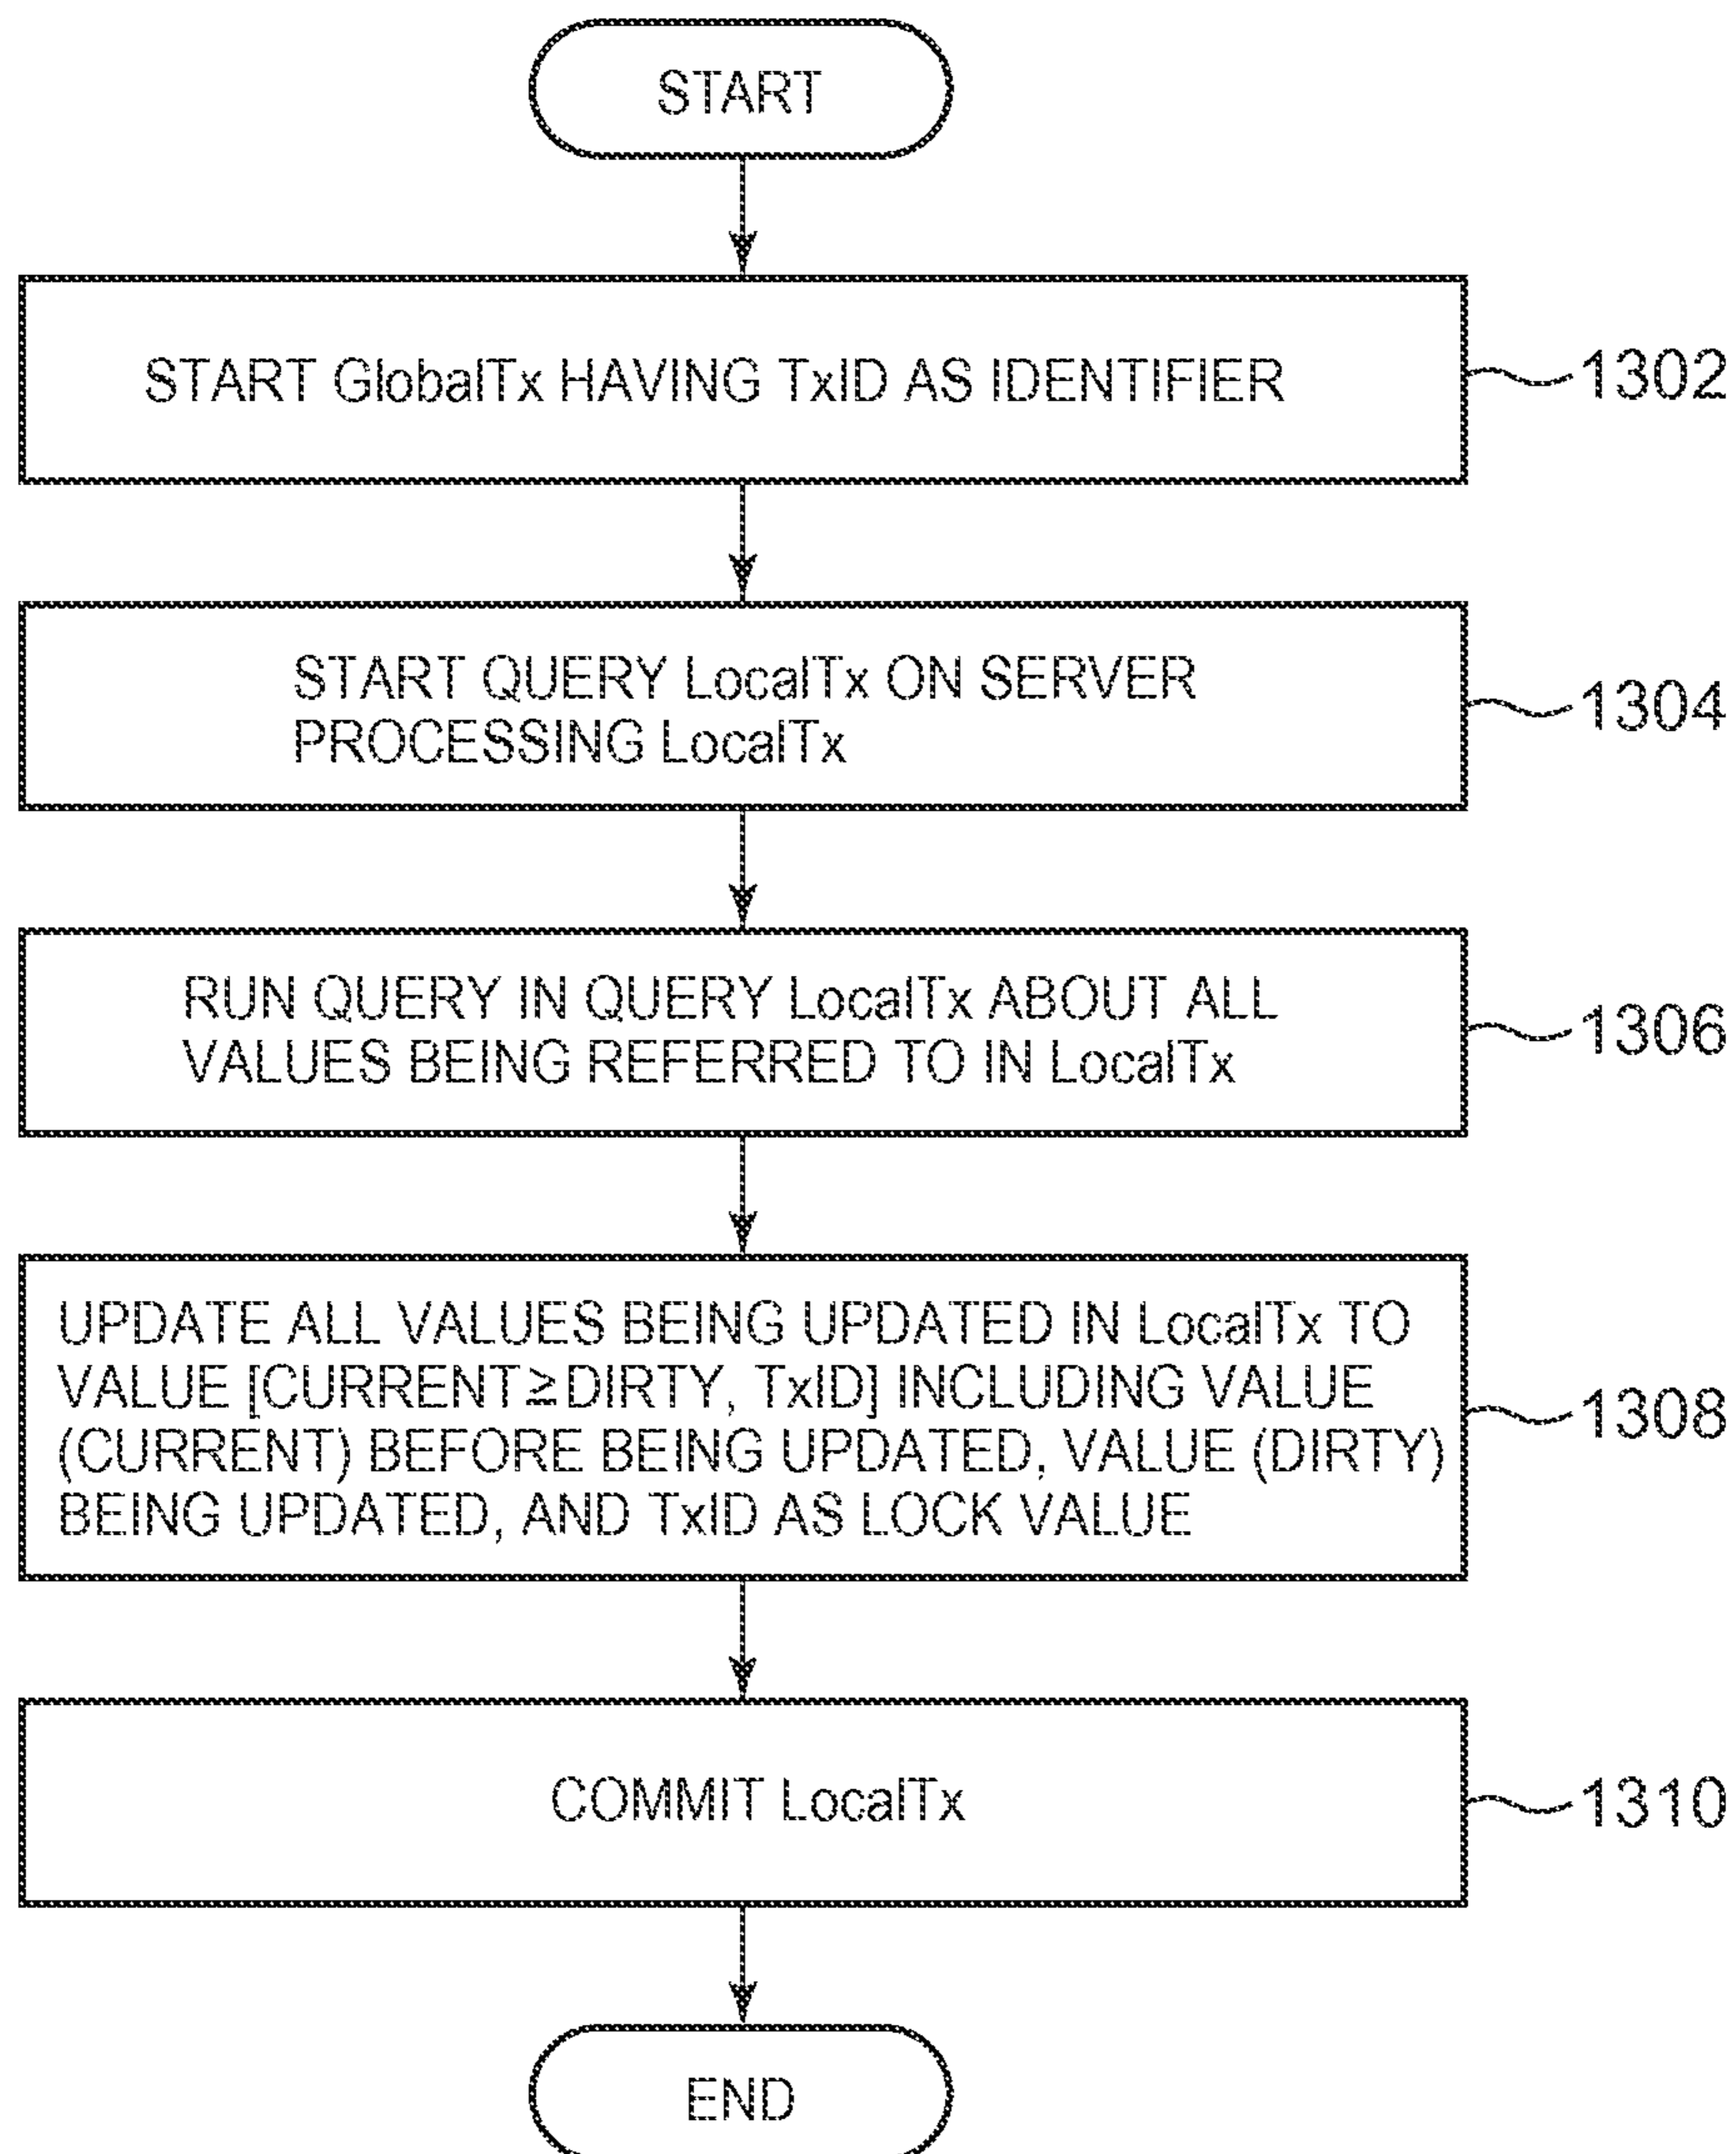 START
START GlobalTx HAVING TxID AS IDENTIFIER
1302
START QUERY LocalTx ON SERVER
PROCESSING LocalTx
1304
RUN QUERY IN QUERY LocalTx ABOUT ALL
VALUES BEING REFERRED TO IN LocalTx
1306
UPDATE ALL VALUES BEING UPDATED IN LocalTx TO
VALUE [CURRENT≧DIRTY, TxID] INCLUDING VALUE
(CURRENT) BEFORE BEING UPDATED, VALUE (DIRTY)
BEING UPDATED, AND TxID AS LOCK VALUE
1308
COMMIT LocalTx
1310
END